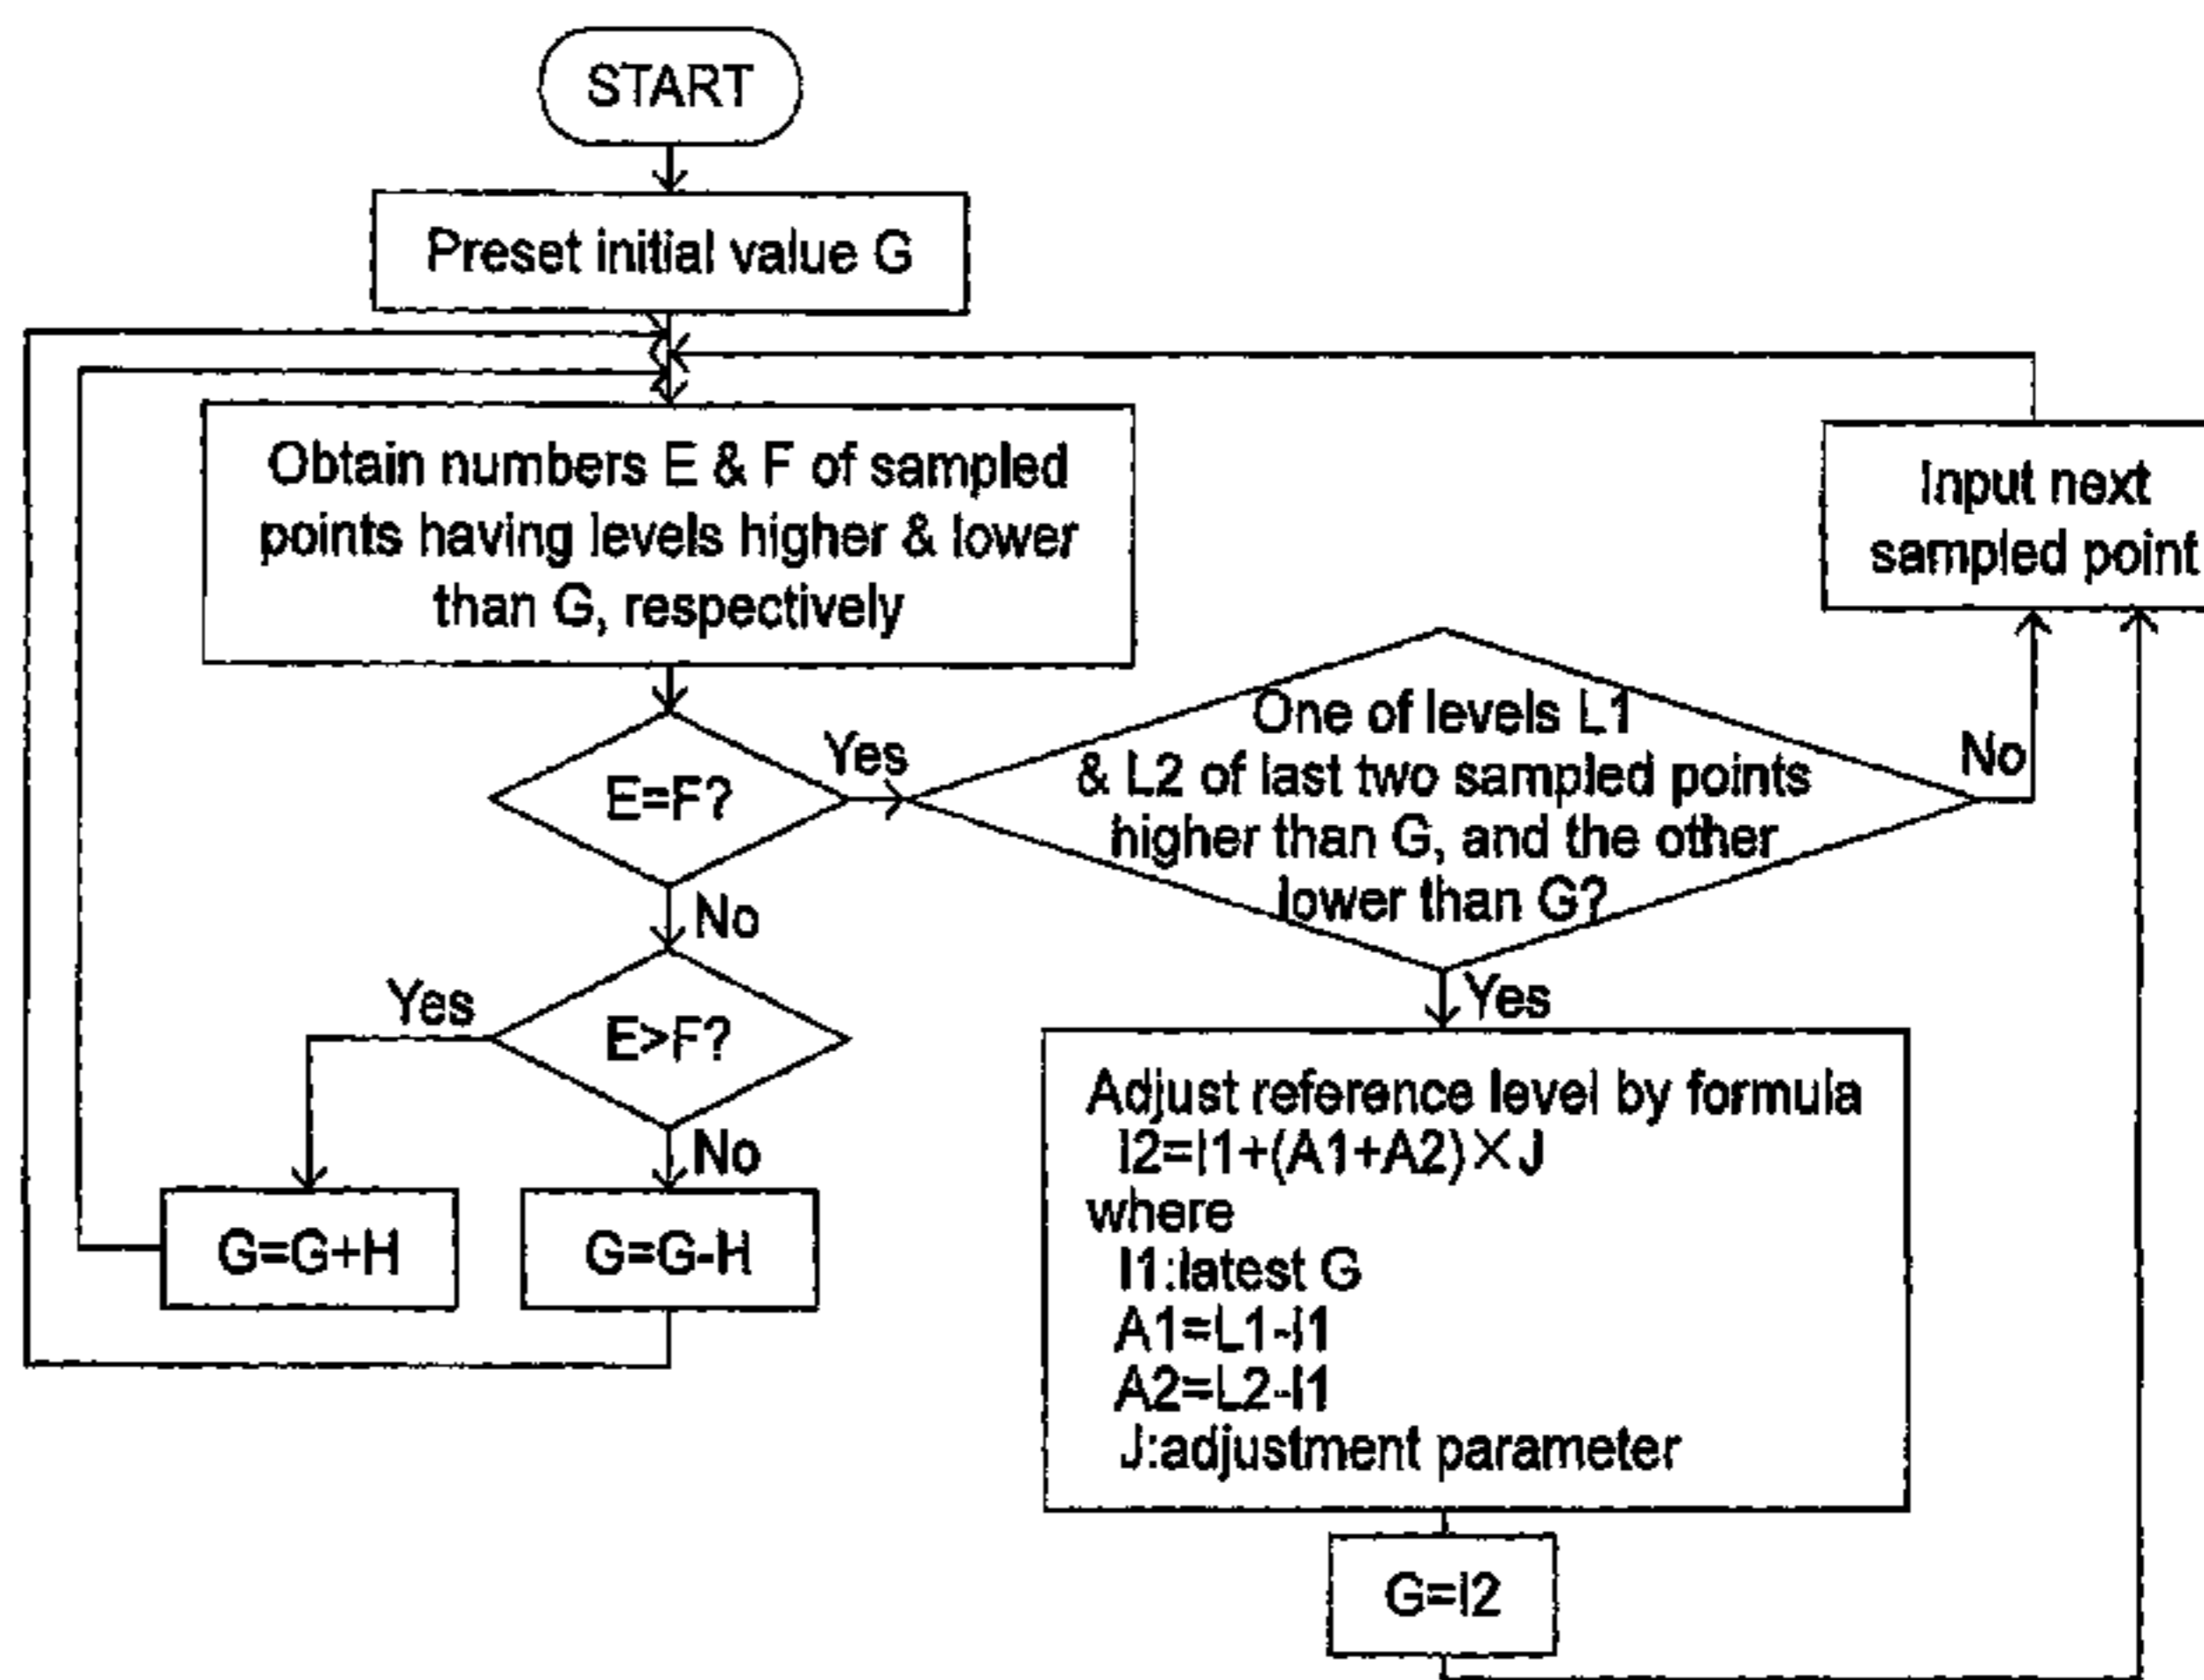 START
Preset initial value G
Obtain numbers E & F of sampled
points having levels higher & lower
than G, respectively
Input next
sampled point
E=F?
Yes
One of levels L1
& L2 of last two sampled points
higher than G, and the other
lower than G?
No
No
E>F?
Yes
No
G=G+H
G=G-H
Yes
Adjust reference level by formula
I2=I1+(A1+A2)×J
where
I1:latest G
A1=L1-I1
A2=L2-I1
J:adjustment parameter
G=I2